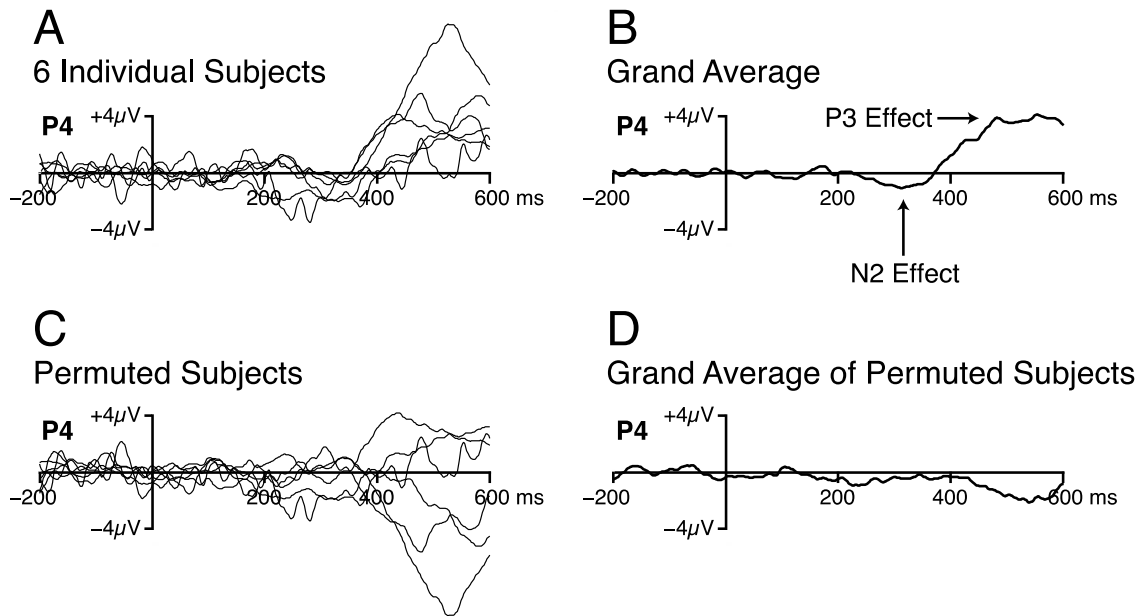 A
6 Individual Subjects
P4
+4µV
−4µV
−200
200
400
600 ms
B
Grand Average
P4
+4µV
−4µV
P3 Effect
−200
200
400
600 ms
N2 Effect
C
Permuted Subjects
P4
+4µV
−4µV
−200
200
400
600 ms
D
Grand Average of Permuted Subjects
P4
+4µV
−4µV
−200
200
400
600 ms